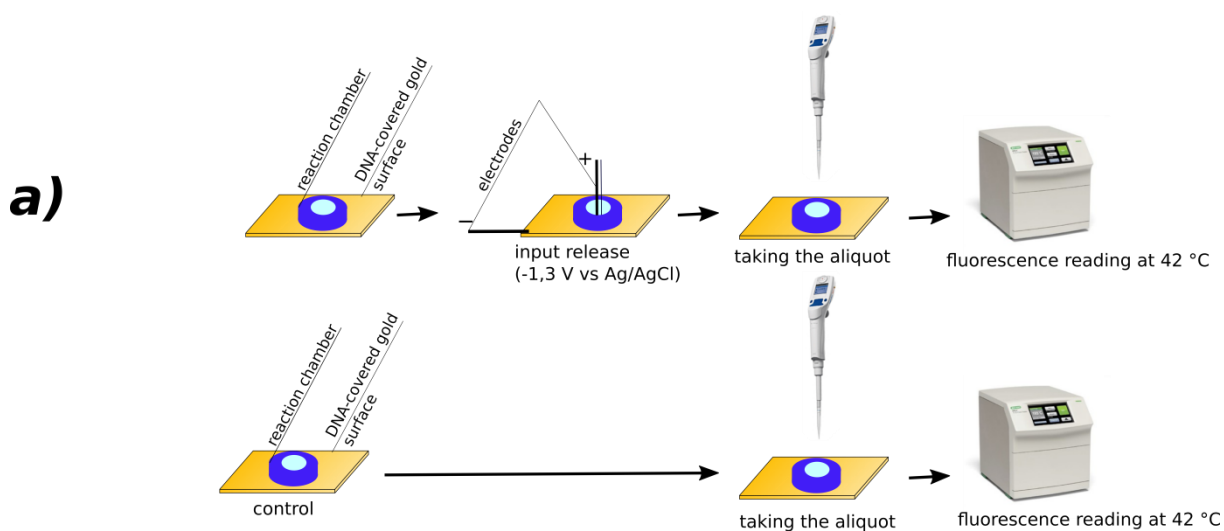 a)
reaction chamber
DNA-covered gold
surface
electrodes
+
–
input release
(-1,3 V vs Ag/AgCl)
taking the aliquot
fluorescence reading at 42 °C
reaction chamber
DNA-covered gold
surface
control
taking the aliquot
fluorescence reading at 42 °C